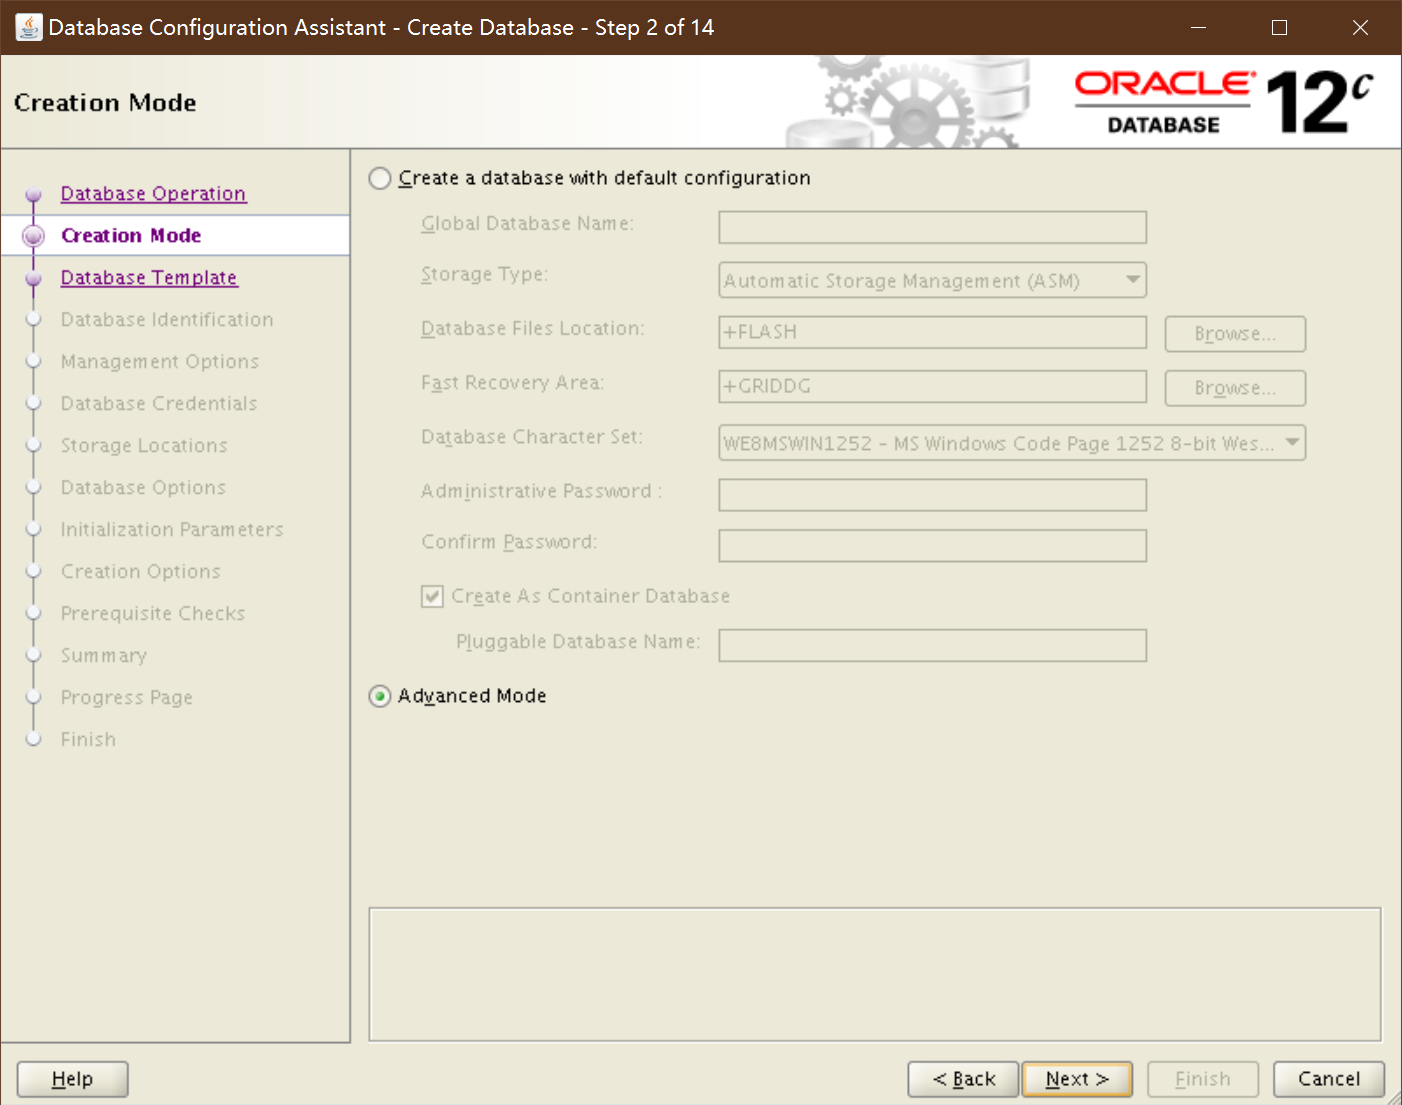 Database Configuration Assistant - Create Database - Step 2 of 14
Creation Mode
ORACLE
DATABASE
12c
Database Operation
Creation Mode
Database Template
Database Identification
Management Options
Database Credentials
Storage Locations
Database Options
Initialization Parameters
Creation Options
Prerequisite Checks
Summary
Progress Page
Finish
Create a database with default configuration
Global Database Name:
Storage Type: Automatic Storage Management (ASM)
Database Files Location: +FLASH Browse...
Fast Recovery Area: +GRIDDG Browse...
Database Character Set: WE8MSWIN1252 - MS Windows Code Page 1252 8-bit Wes...
Administrative Password :
Confirm Password:
Create As Container Database
Pluggable Database Name:
Advanced Mode
Help < Back Next > Finish Cancel